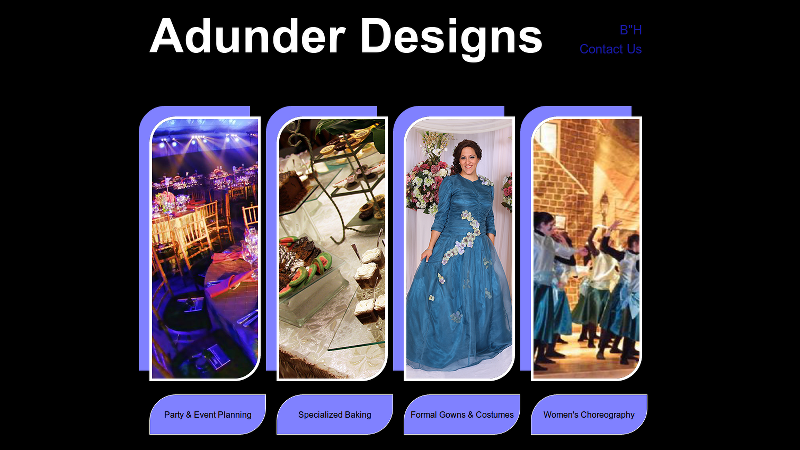 Adunder Designs
B"H
Contact Us
Party & Event Planning
Specialized Baking
Formal Gowns & Costumes
Women's Choreography